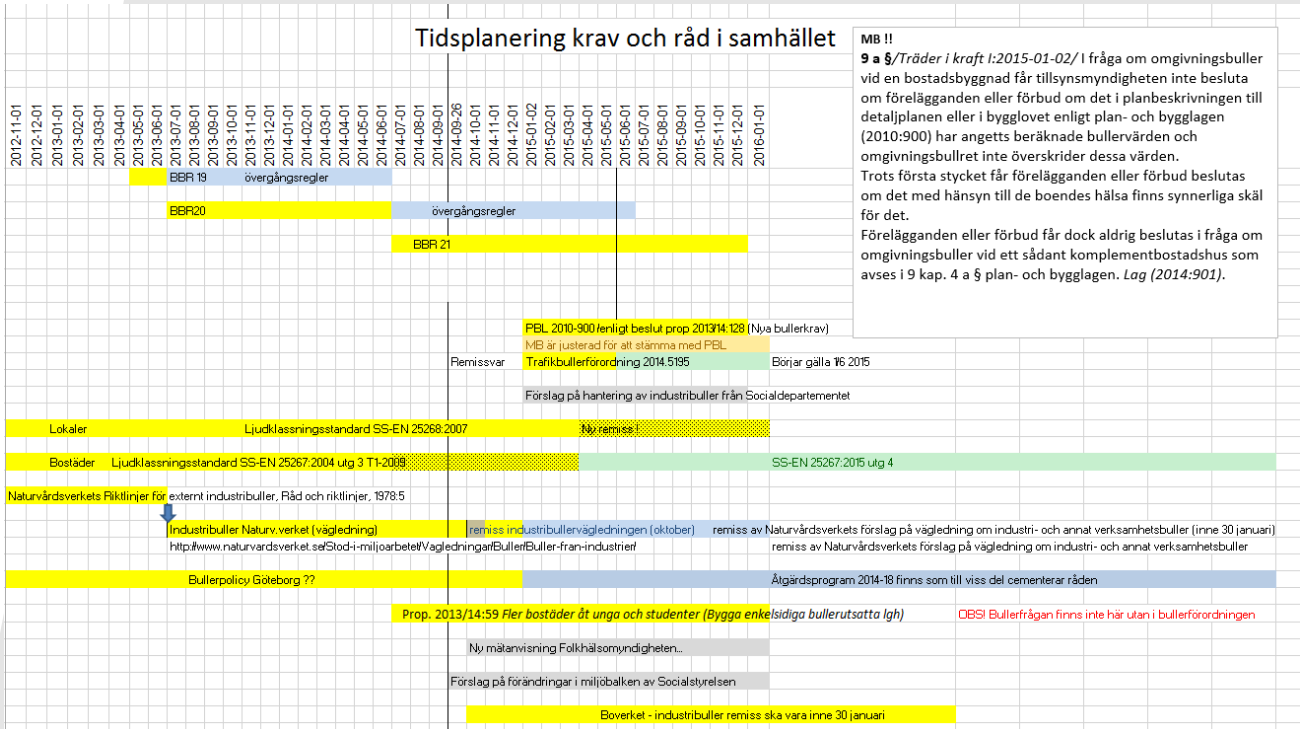 Tidsplanering krav och råd i samhället
MB !!
9 a §/Träder i kraft I:2015-01-02/ I fråga om omgivningsbuller
vid en bostadsbyggnad får tillsynsmyndigheten inte besluta
om förelägganden eller förbud om det i planbeskrivningen till
detaljplanen eller i bygglovet enligt plan- och bygglagen
(2010:900) har angetts beräknade bullervärden och
omgivningsbullret inte överskrider dessa värden.
Trots första stycket får förelägganden eller förbud beslutas
om det med hänsyn till de boendes hälsa finns synnerliga skäl
för det.
Förelägganden eller förbud får dock aldrig beslutas i fråga om
omgivningsbuller vid ett sådant komplementbostadshus som
avses i 9 kap. 4 a § plan- och bygglagen. Lag (2014:901).
2012-11-01
2012-12-01
2013-01-01
2013-02-01
2013-03-01
2013-04-01
2013-05-01
2013-06-01
2013-07-01
2013-08-01
2013-09-01
2013-10-01
2013-11-01
2013-12-01
2014-01-01
2014-02-01
2014-03-01
2014-04-01
2014-05-01
2014-06-01
2014-07-01
2014-08-01
2014-09-01
2014-09-26
2014-10-01
2014-11-01
2014-12-01
2015-01-02
2015-02-01
2015-03-01
2015-04-01
2015-05-01
2015-06-01
2015-07-01
2015-08-01
2015-09-01
2015-10-01
2015-11-01
2015-12-01
2016-01-01
BBR 19 övergångsregler
BBR20 övergångsregler
BBR 21
PBL 2010-900 /enligt beslut prop 2013/14:128 (Nya bullerkrav)
MB är justerad för att stämma med PBL
Remissvar Trafikbullerförordning 2014.5195 Börjar gälla 1/6 2015
Förslag på hantering av industribuller från Socialdepartementet
Lokaler Ljudklassningsstandard SS-EN 25268:2007 Ny remiss !
Bostäder Ljudklassningsstandard SS-EN 25267:2004 utg 3 T1-2009 SS-EN 25267:2015 utg 4
Naturvårdsverkets Riktlinjer för externt industribuller, Råd och riktlinjer, 1978:5
Industribuller Naturv.verket (vägledning) remiss industribullervägledningen (oktober) remiss av Naturvårdsverkets förslag på vägledning om industri- och annat verksamhetsbuller (inne 30 januari)
http://www.naturvardsverket.se/Stod-i-miljoarbetet/Vagledningar/Buller/Buller-fran-industrier/ remiss av Naturvårdsverkets förslag på vägledning om industri- och annat verksamhetsbuller
Bullerpolicy Göteborg ?? Åtgärdsprogram 2014-18 finns som till viss del cementerar råden
Prop. 2013/14:59 Fler bostäder åt unga och studenter (Bygga enkelsidiga bullerutsatta lgh) OBS! Bullerfrågan finns inte här utan i bullerförordningen
Ny mätanvisning Folkhälsomyndigheten...
Förslag på förändringar i miljöbalken av Socialstyrelsen
Boverket - industribuller remiss ska vara inne 30 januari